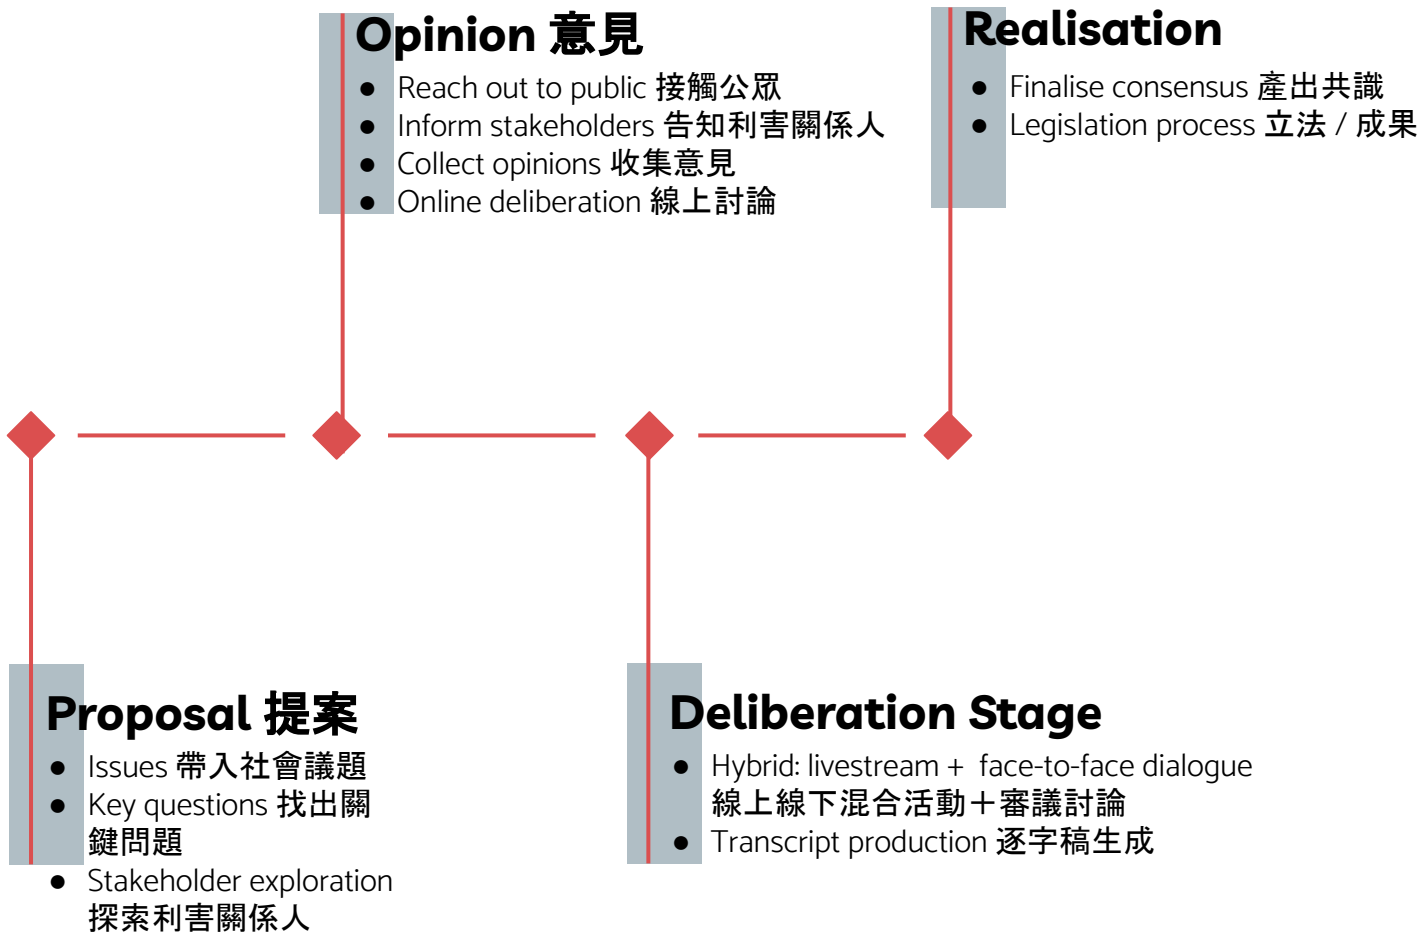 Opinion 意見
● Reach out to public 接觸公眾
● Inform stakeholders 告知利害關係人
● Collect opinions 收集意見
● Online deliberation 線上討論
Realisation
● Finalise consensus 產出共識
● Legislation process 立法 / 成果
Proposal 提案
● Issues 帶入社會議題
● Key questions 找出關
鍵問題
● Stakeholder exploration
探索利害關係人
Deliberation Stage
● Hybrid: livestream + face-to-face dialogue
線上線下混合活動＋審議討論
● Transcript production 逐字稿生成